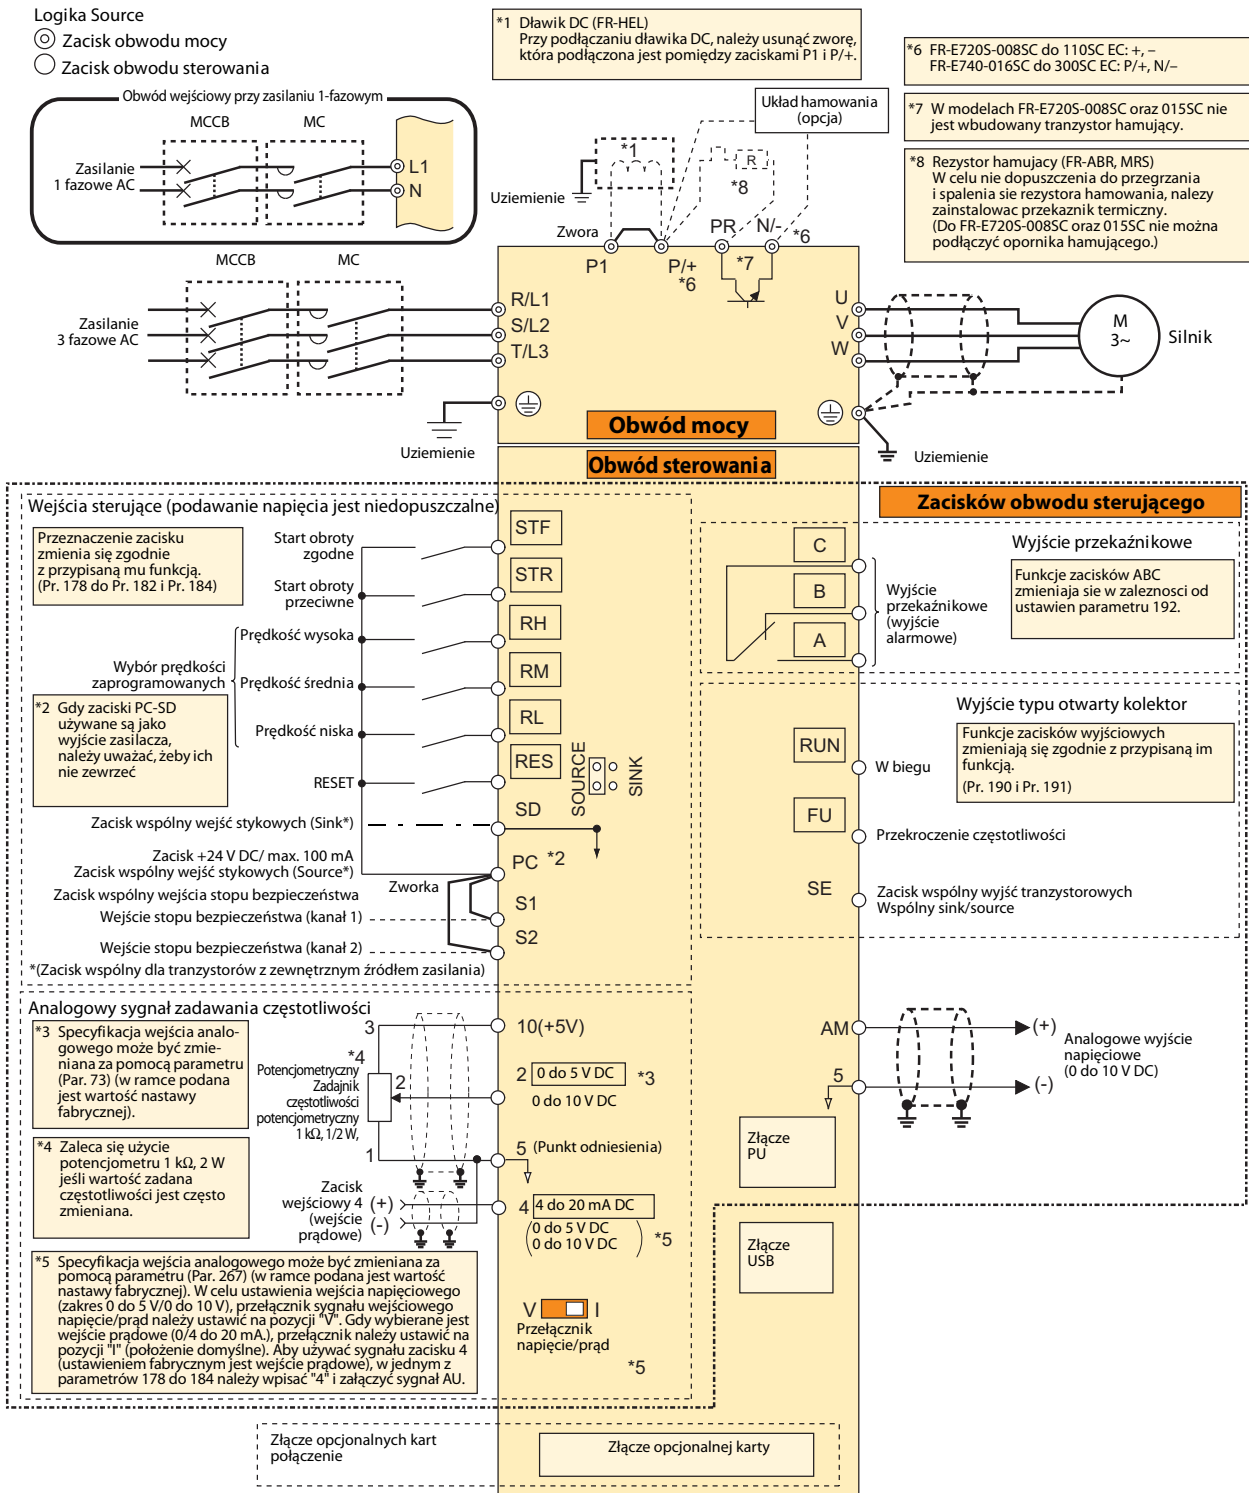 Logika Source
Zacisk obwodu mocy
Zacisk obwodu sterowania
*1 Dławik DC (FR-HEL)
Przy podłączaniu dławika DC, należy usunąć zworę,
która podłączona jest pomiędzy zaciskami P1 i P/+.
*6 FR-E720S-008SC do 110SC EC: +, –
FR-E740-016SC do 300SC EC: P/+, N/–
*7 W modelach FR-E720S-008SC oraz 015SC nie
jest wbudowany tranzystor hamujący.
*8 Rezystor hamujacy (FR-ABR, MRS)
W celu nie dopuszczenia do przegrzania
i spalenia sie rezystora hamowania, nalezy
zainstalowac przekaznik termiczny.
(Do FR-E720S-008SC oraz 015SC nie można
podłączyć opornika hamującego.)
Obwód wejściowy przy zasilaniu 1-fazowym
MCCB
MC
Zasilanie
1 fazowe AC
L1
N
Układ hamowania
(opcja)
*1
R
*8
Uziemienie
Zwora
PR
N/-
*6
P1
P/+
*6
*7
MCCB
MC
Zasilanie
3 fazowe AC
R/L1
S/L2
T/L3
U
V
W
M
3~
Silnik
Uziemienie
Obwód mocy
Uziemienie
Obwód sterowania
Zacisków obwodu sterującego
Wejścia sterujące (podawanie napięcia jest niedopuszczalne)
Przeznaczenie zacisku
zmienia się zgodnie
z przypisaną mu funkcją.
(Pr. 178 do Pr. 182 i Pr. 184)
Start obroty
zgodne
STF
Start obroty
przeciwne
STR
Prędkość wysoka
RH
Wybór prędkości
zaprogramowanych
Prędkość średnia
RM
Prędkość niska
RL
*2 Gdy zaciski PC-SD
używane są jako
wyjście zasilacza,
należy uważać, żeby ich
nie zewrzeć
RESET
RES
SOURCE
SINK
Zacisk wspólny wejść stykowych (Sink*)
SD
Zacisk +24 V DC/ max. 100 mA
Zacisk wspólny wejść stykowych (Source*)
PC *2
Zworka
Zacisk wspólny wejścia stopu bezpieczeństwa
Wejście stopu bezpieczeństwa (kanał 1)
S1
Wejście stopu bezpieczeństwa (kanał 2)
S2
*(Zacisk wspólny dla tranzystorów z zewnętrznym źródłem zasilania)
Wyjście przekaźnikowe
C
B
A
Wyjście
przekaźnikowe
(wyjście
alarmowe)
Funkcje zacisków ABC
zmieniaja sie w zaleznosci od
ustawien parametru 192.
Wyjście typu otwarty kolektor
Funkcje zacisków wyjściowych
zmieniają się zgodnie z przypisaną im
funkcją.
(Pr. 190 i Pr. 191)
RUN
W biegu
FU
Przekroczenie częstotliwości
SE
Zacisk wspólny wyjść tranzystorowych
Wspólny sink/source
Analogowy sygnał zadawania częstotliwości
*3 Specyfikacja wejścia analo-
gowego może być zmie-
niana za pomocą parametru
(Par. 73) (w ramce podana
jest wartość nastawy
fabrycznej).
*4 Zaleca się użycie
potencjometru 1 kΩ, 2 W
jeśli wartość zadana
częstotliwości jest często
zmieniana.
3
*4
Potencjometryczny
Zadajnik
częstotliwości
potencjometryczny
1 kΩ, 1/2 W,
2
1
10(+5V)
2 0 do 5 V DC *3
0 do 10 V DC
5 (Punkt odniesienia)
Zacisk
wejściowy 4
(wejście
prądowe)
(+)
(-)
4 4 do 20 mA DC
(0 do 5 V DC
0 do 10 V DC) *5
AM
5
(+)
(-)
Analogowe wyjście
napięciowe
(0 do 10 V DC)
Złącze
PU
Złącze
USB
*5 Specyfikacja wejścia analogowego może być zmieniana za
pomocą parametru (Par. 267) (w ramce podana jest wartość
nastawy fabrycznej). W celu ustawienia wejścia napięciowego
(zakres 0 do 5 V/0 do 10 V), przełącznik sygnału wejściowego
napięcie/prąd należy ustawić na pozycji "V". Gdy wybierane jest
wejście prądowe (0/4 do 20 mA.), przełącznik należy ustawić na
pozycji "I" (położenie domyślne). Aby używać sygnału zacisku 4
(ustawieniem fabrycznym jest wejście prądowe), w jednym z
parametrów 178 do 184 należy wpisać "4" i załączyć sygnał AU.
V I
Przełącznik
napięcie/prąd
*5
Złącze opcjonalnych kart
połączenie
Złącze opcjonalnej karty